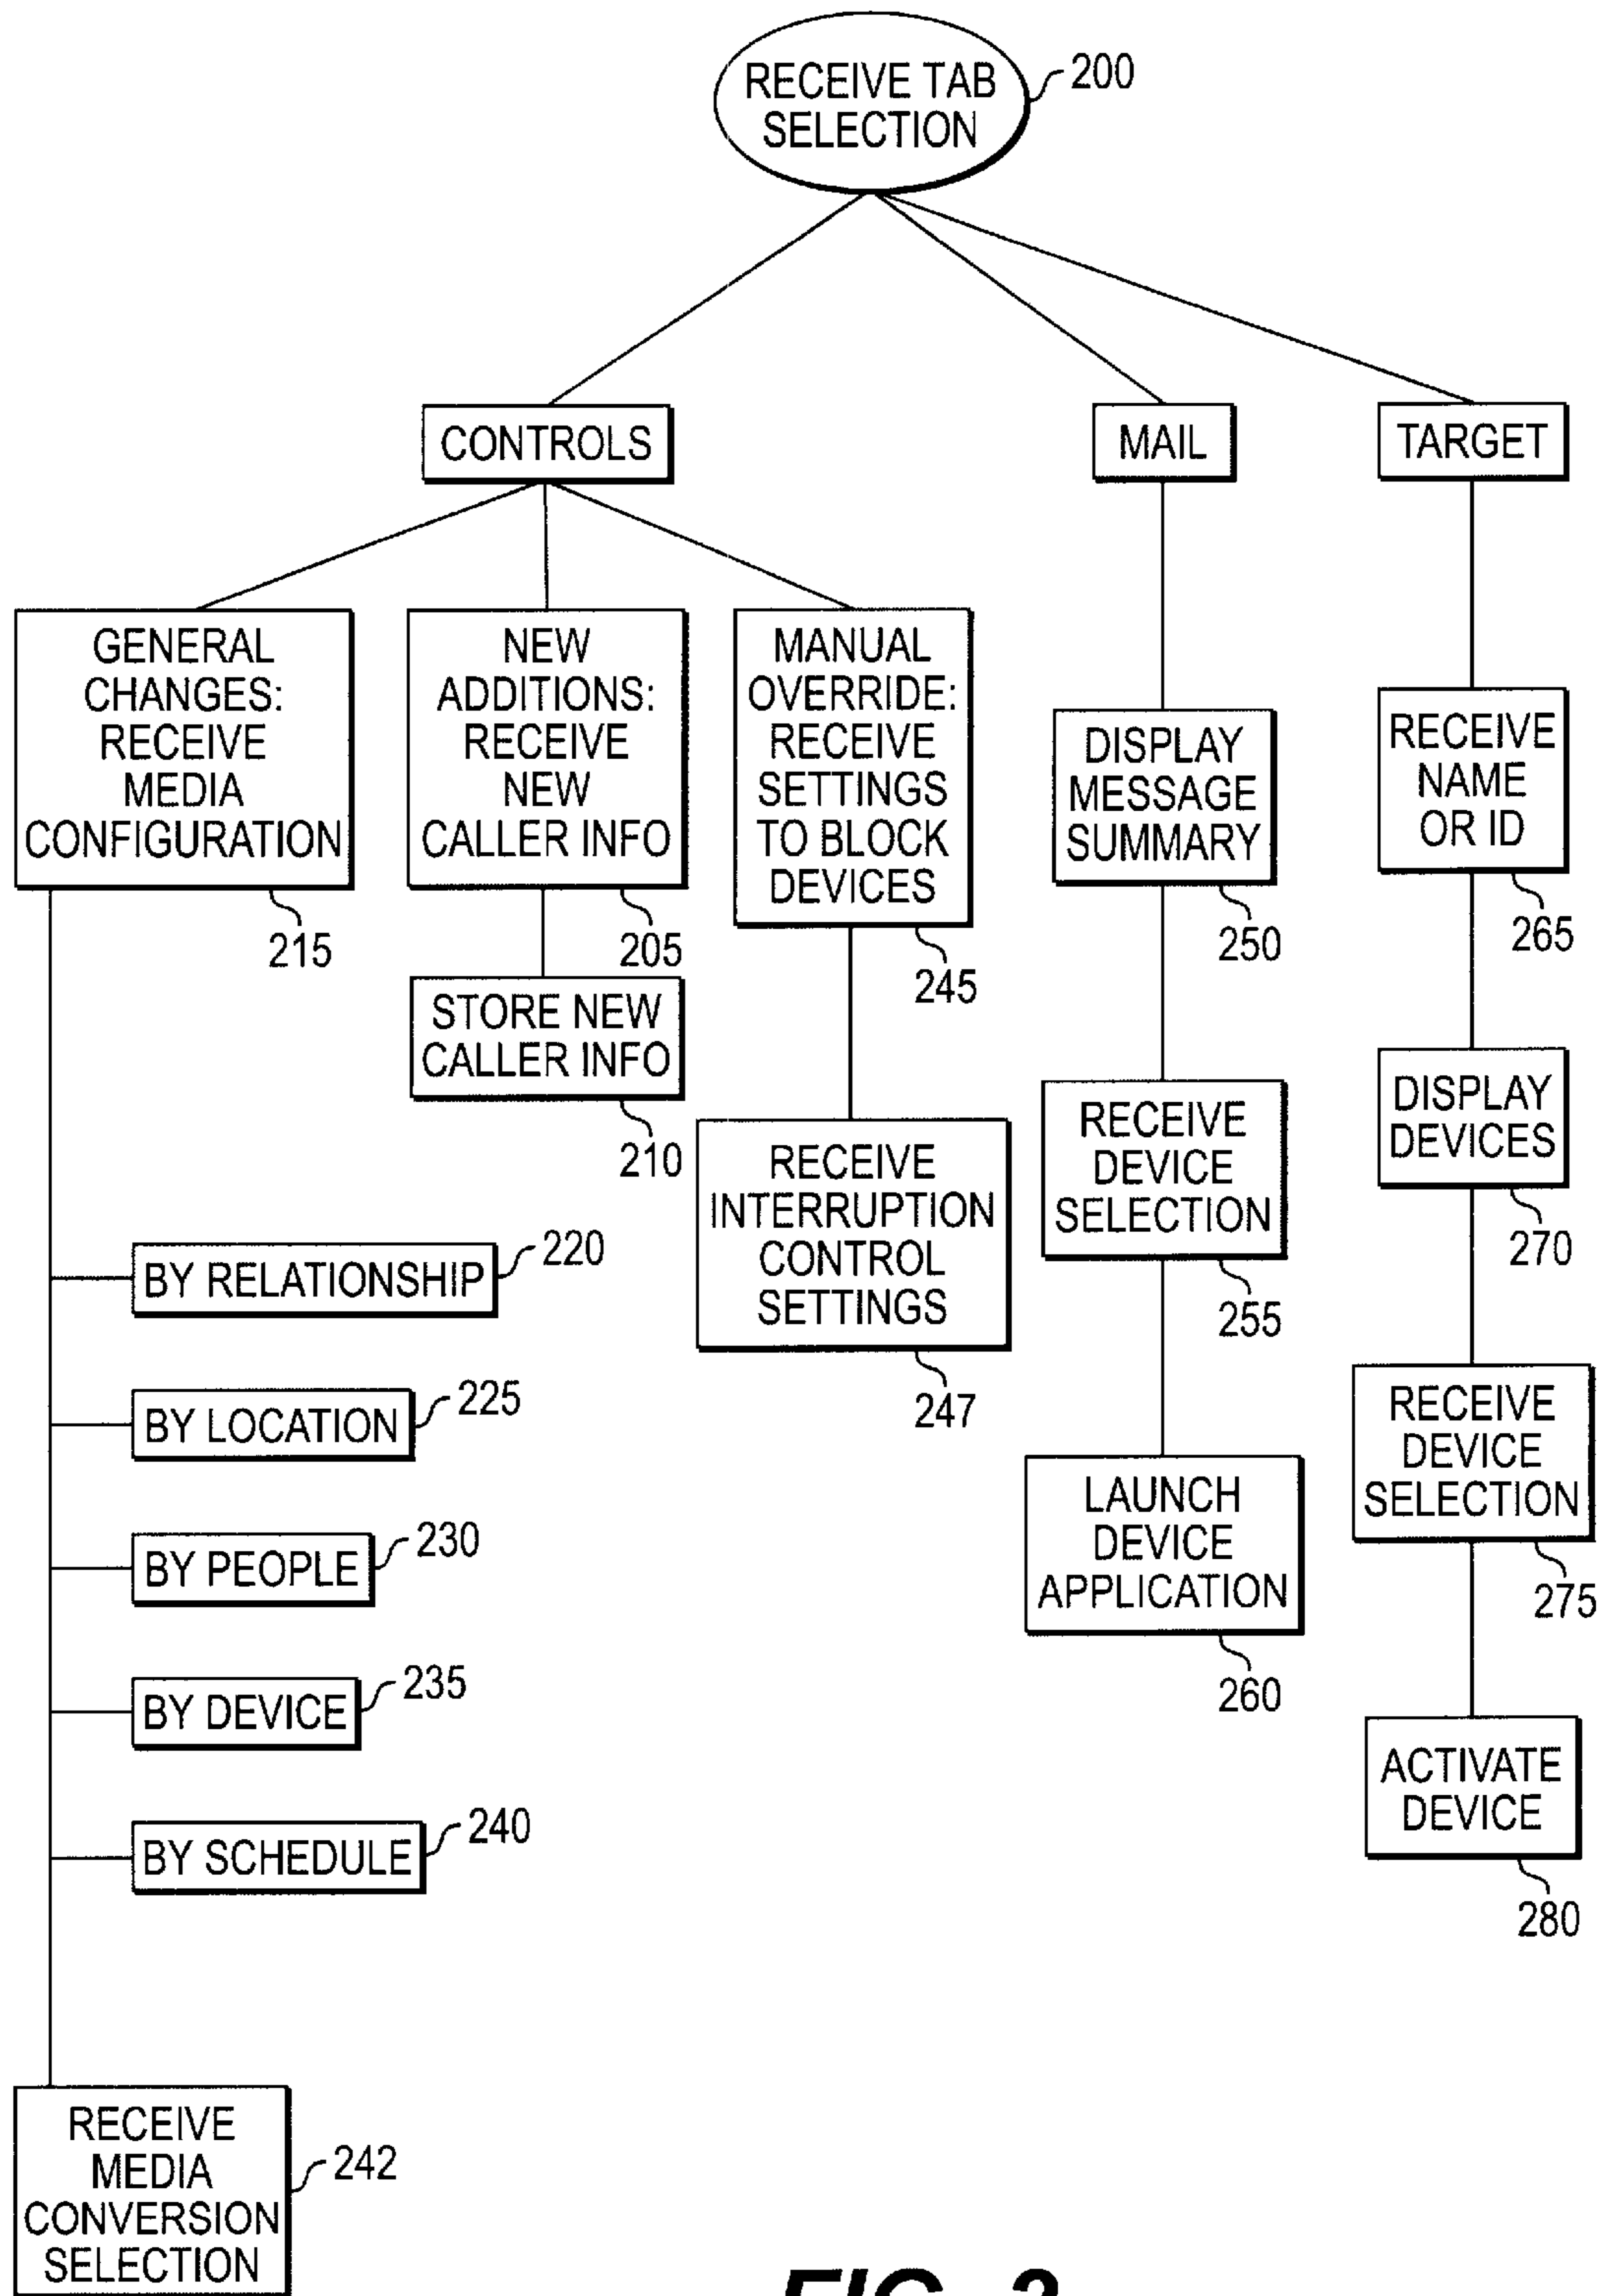 RECEIVE TAB
SELECTION
200
CONTROLS
MAIL
TARGET
GENERAL
CHANGES:
RECEIVE
MEDIA
CONFIGURATION
215
NEW
ADDITIONS:
RECEIVE
NEW
CALLER INFO
205
STORE NEW
CALLER INFO
210
MANUAL
OVERRIDE:
RECEIVE
SETTINGS
TO BLOCK
DEVICES
245
RECEIVE
INTERRUPTION
CONTROL
SETTINGS
247
DISPLAY
MESSAGE
SUMMARY
250
RECEIVE
DEVICE
SELECTION
255
LAUNCH
DEVICE
APPLICATION
260
RECEIVE
NAME
OR ID
265
DISPLAY
DEVICES
270
RECEIVE
DEVICE
SELECTION
275
ACTIVATE
DEVICE
280
BY RELATIONSHIP
220
BY LOCATION
225
BY PEOPLE
230
BY DEVICE
235
BY SCHEDULE
240
RECEIVE
MEDIA
CONVERSION
SELECTION
242